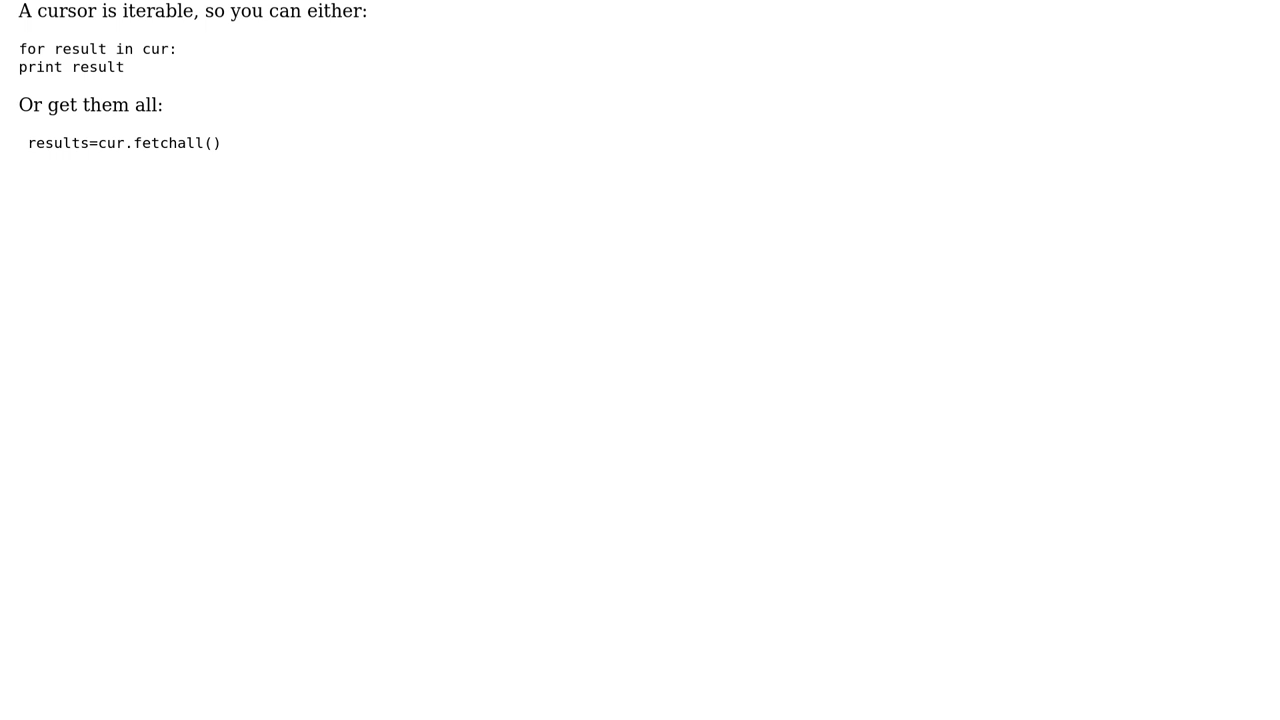 A cursor is iterable, so you can either:
for result in cur:
print result
Or get them all:
results=cur.fetchall()